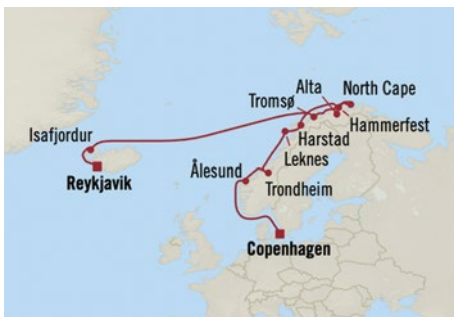 Alta
North Cape
Tromsø
Hammerfest
Isafjordur
Harstad
Leknes
Reykjavik
Ålesund
Trondheim
Copenhagen